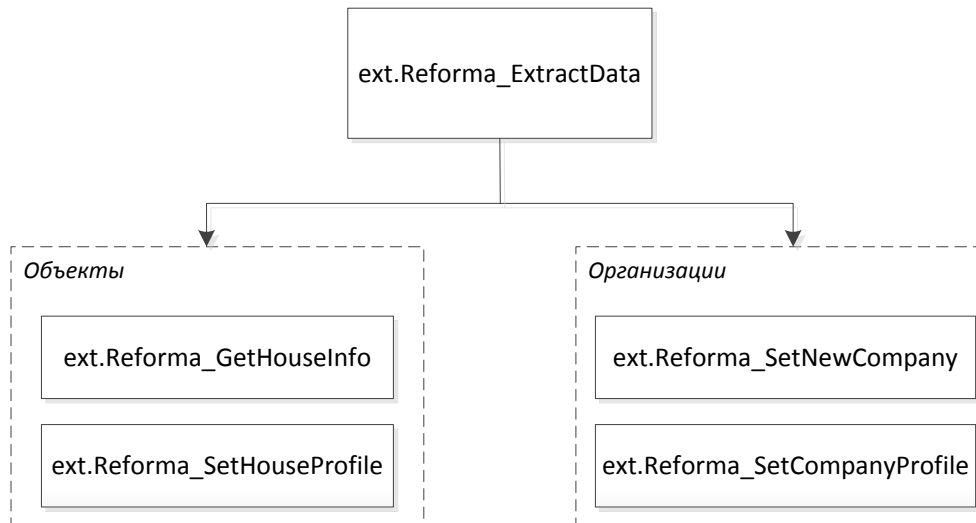 ext.Reforma_ExtractData
Объекты
ext.Reforma_GetHouseInfo
ext.Reforma_SetHouseProfile
Организации
ext.Reforma_SetNewCompany
ext.Reforma_SetCompanyProfile